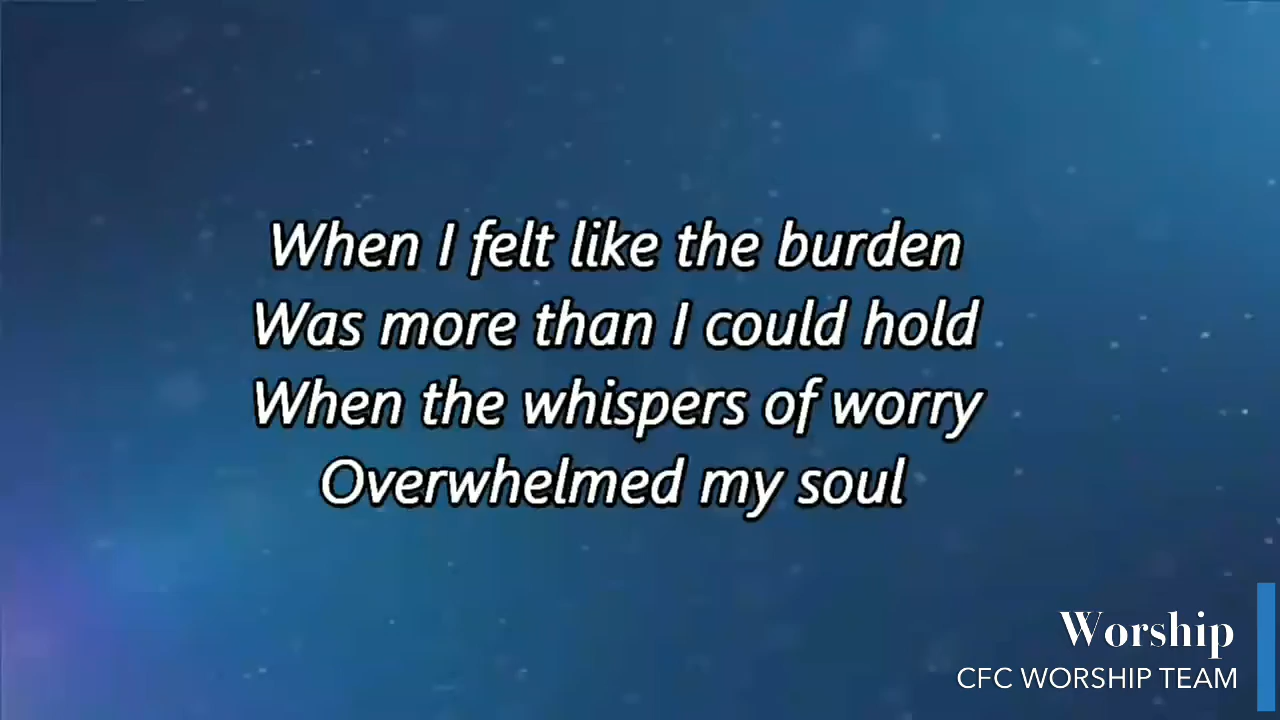 When I felt like the burden
Was more than I could hold
When the whispers of worry
Overwhelmed my soul
Worship
CFC WORSHIP TEAM